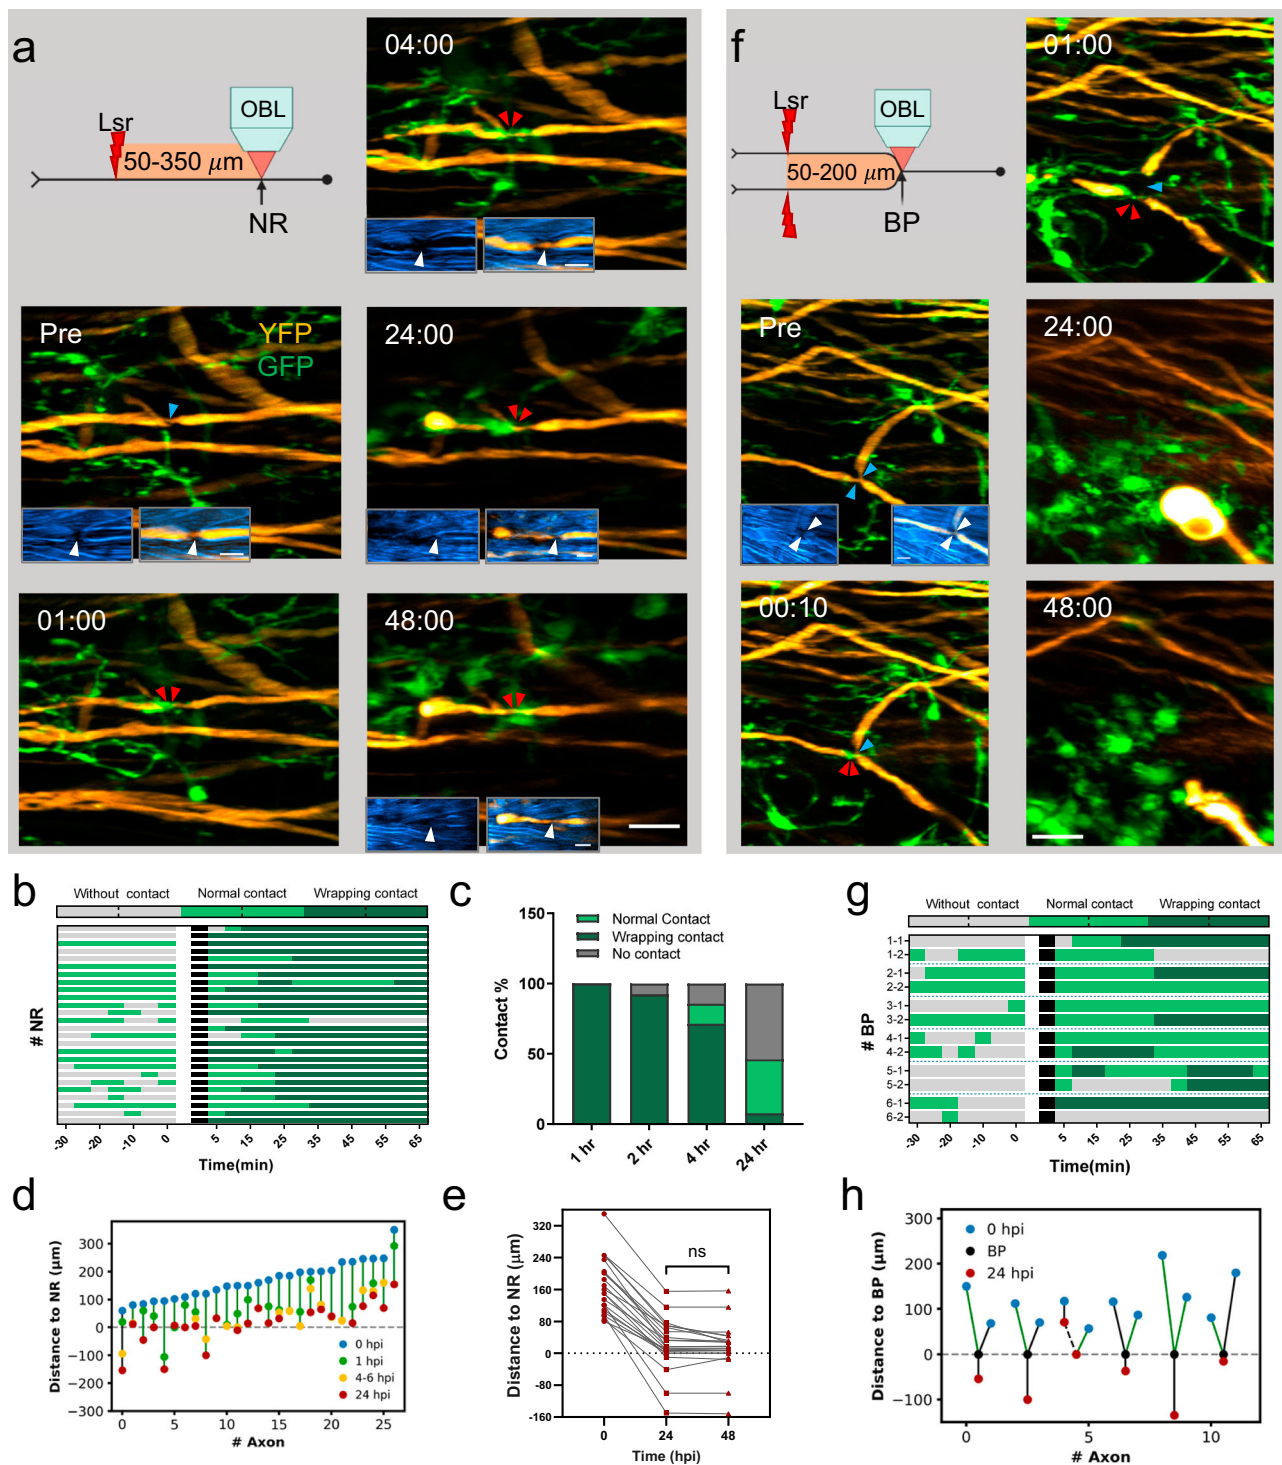 a
Lsr
OBL
50-350 μm
NR
04:00
Pre
YFP
GFP
24:00
01:00
48:00
f
Lsr
OBL
50-200 μm
BP
01:00
Pre
24:00
00:10
48:00
b
Without contact
Normal contact
Wrapping contact
# NR
-30 -20 -10 0 5 15 25 35 45 55 65
Time(min)
c
Normal Contact
Wrapping contact
No contact
Contact %
150
100
50
0
1 hr 2 hr 4 hr 24 hr
g
Without contact
Normal contact
Wrapping contact
# BP
1-1
1-2
2-1
2-2
3-1
3-2
4-1
4-2
5-1
5-2
6-1
6-2
-30 -20 -10 0 5 15 25 35 45 55 65
Time(min)
d
Distance to NR (μm)
300
200
100
0
−100
−200
−300
0 hpi
1 hpi
4-6 hpi
24 hpi
0 5 10 15 20 25
# Axon
e
Distance to NR (μm)
320
240
160
80
0
-80
-160
ns
0 24 48
Time (hpi)
h
Distance to BP (μm)
300
200
100
0
−100
0 hpi
BP
24 hpi
0 5 10
# Axon